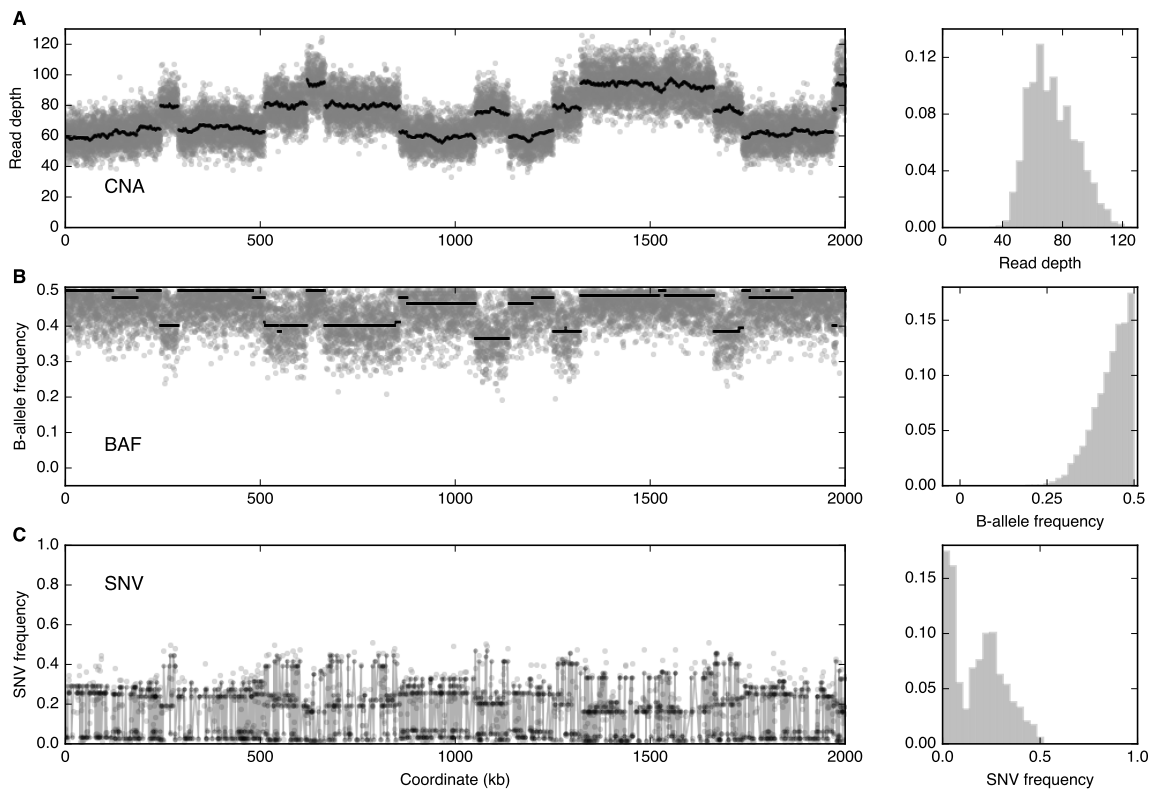 A
Read depth
120
100
80
60
40
20
0
CNA
0 500 1000 1500 2000
0.12
0.08
0.04
0.00
0 40 80 120
Read depth
B
B-allele frequency
0.5
0.4
0.3
0.2
0.1
0.0
BAF
0 500 1000 1500 2000
0.15
0.10
0.05
0.00
0 0.25 0.5
B-allele frequency
C
SNV frequency
1.0
0.8
0.6
0.4
0.2
0.0
SNV
0 500 1000 1500 2000
Coordinate (kb)
0.15
0.10
0.05
0.00
0.0 0.5 1.0
SNV frequency